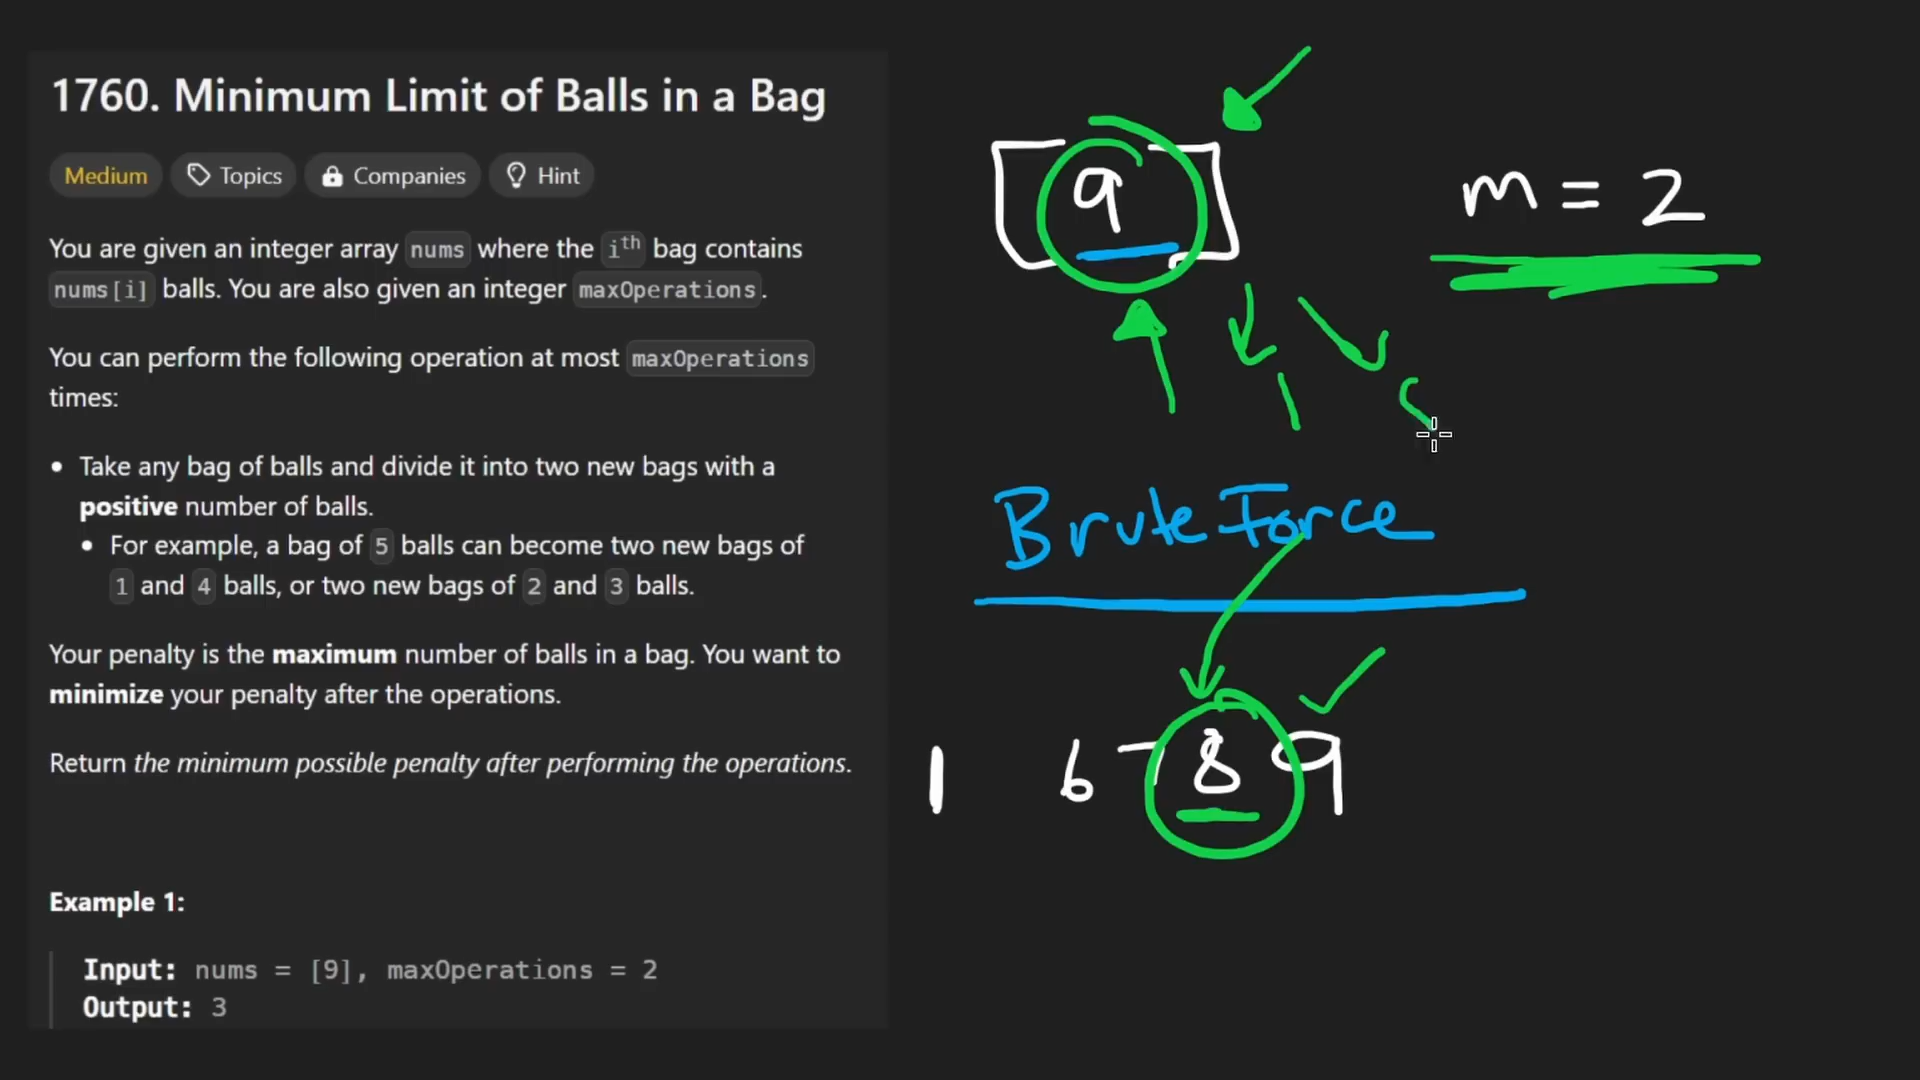 1760. Minimum Limit of Balls in a Bag
Medium Topics Companies Hint
You are given an integer array nums where the ith bag contains
nums[i] balls. You are also given an integer maxOperations.
You can perform the following operation at most maxOperations
times:
• Take any bag of balls and divide it into two new bags with a
positive number of balls.
• For example, a bag of 5 balls can become two new bags of
1 and 4 balls, or two new bags of 2 and 3 balls.
Your penalty is the maximum number of balls in a bag. You want to
minimize your penalty after the operations.
Return the minimum possible penalty after performing the operations.
Example 1:
Input: nums = [9], maxOperations = 2
Output: 3
[9]
m = 2
1
Brute Force
1 6 7 8 9